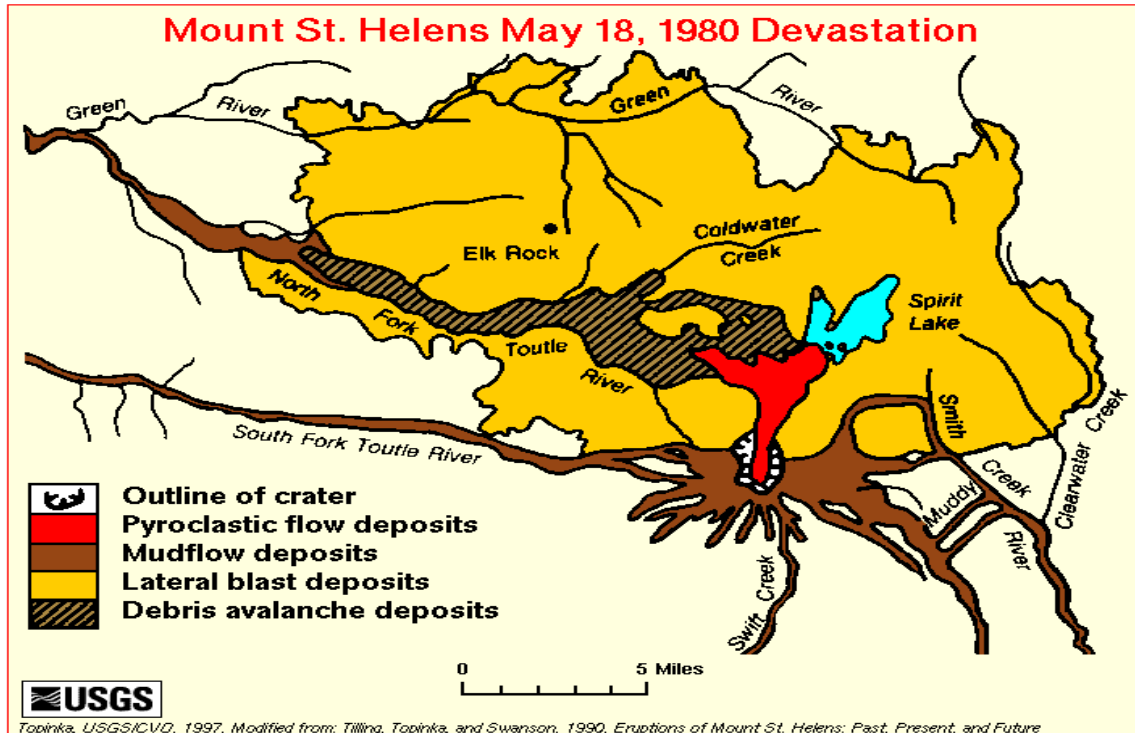 Mount St. Helens May 18, 1980 Devastation
Green
River
Green
River
Elk Rock
Coldwater
Creek
Spirit
Lake
North
Fork
Toutle
River
South Fork Toutle River
Smith
Creek
Clearwater Creek
Muddy
River
Swift
Creek
Outline of crater
Pyroclastic flow deposits
Mudflow deposits
Lateral blast deposits
Debris avalanche deposits
0 5 Miles
USGS
Topinka, USGS/CVO, 1997, Modified from: Tilling, Topinka, and Swanson, 1990, Eruptions of Mount St. Helens: Past, Present, and Future